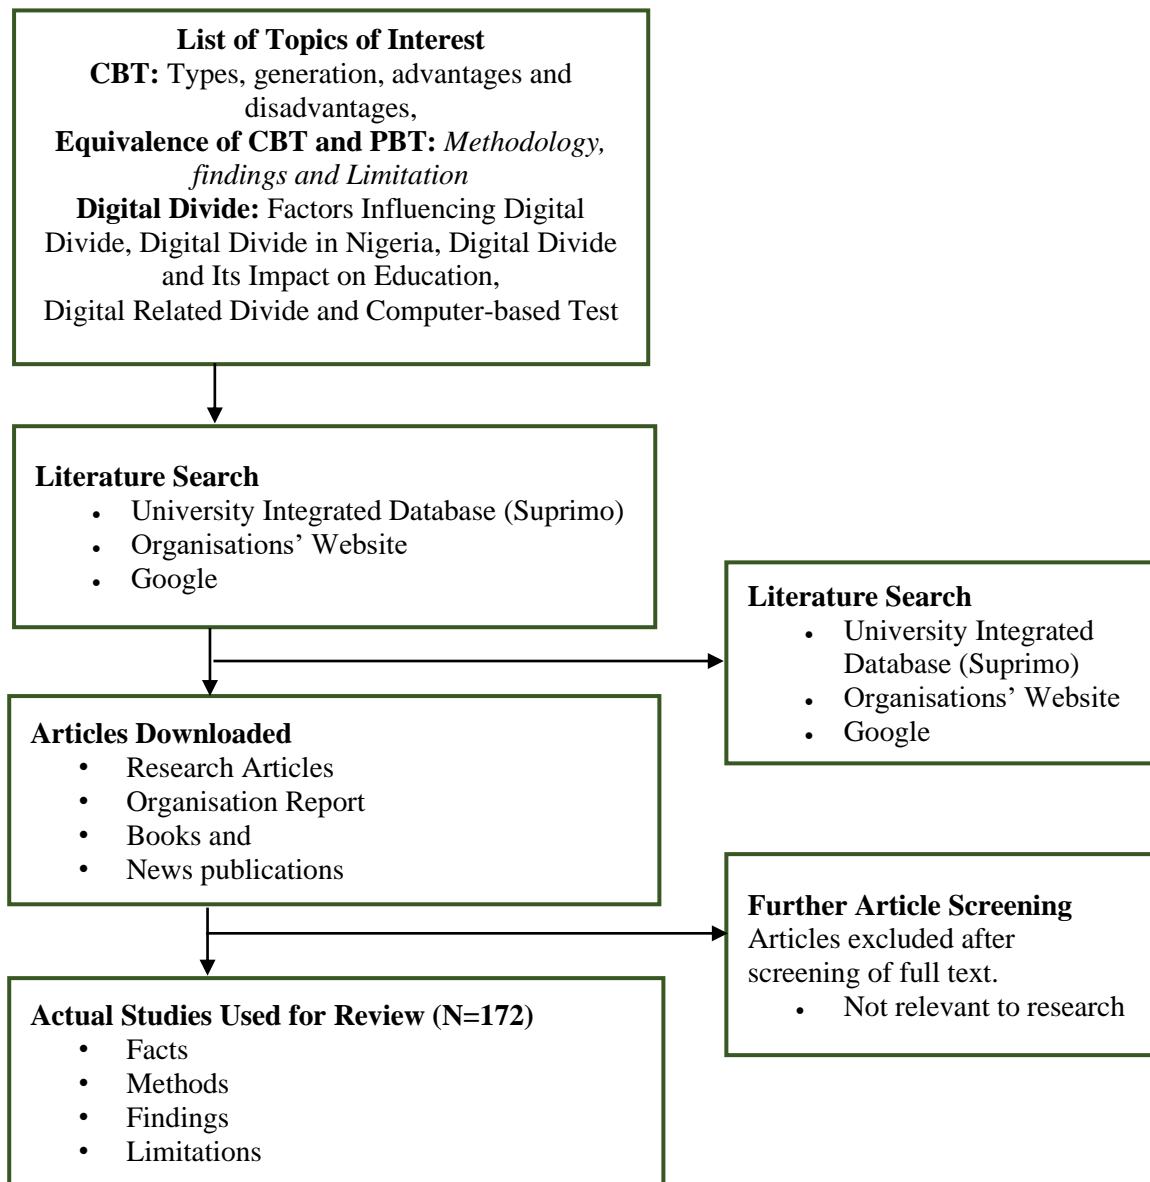 List of Topics of Interest
CBT: Types, generation, advantages and
disadvantages,
Equivalence of CBT and PBT: Methodology,
findings and Limitation
Digital Divide: Factors Influencing Digital
Divide, Digital Divide in Nigeria, Digital Divide
and Its Impact on Education,
Digital Related Divide and Computer-based Test
Literature Search
• University Integrated Database (Suprimo)
• Organisations’ Website
• Google
Literature Search
• University Integrated
Database (Suprimo)
• Organisations’ Website
• Google
Articles Downloaded
• Research Articles
• Organisation Report
• Books and
• News publications
Further Article Screening
Articles excluded after
screening of full text.
• Not relevant to research
Actual Studies Used for Review (N=172)
• Facts
• Methods
• Findings
• Limitations